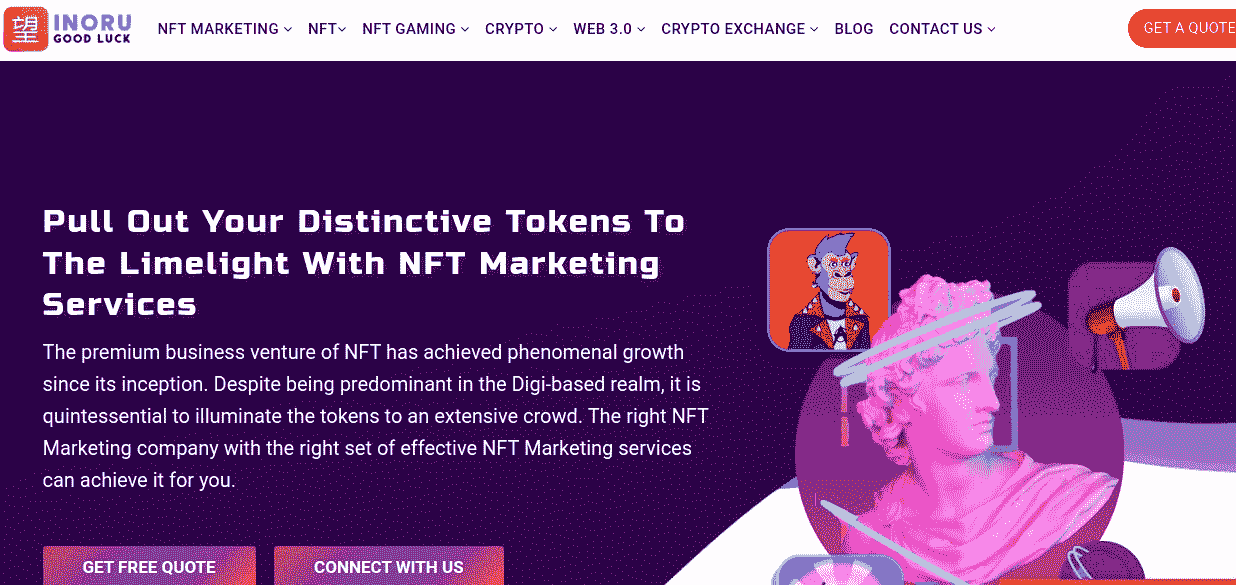 望 INORU
GOOD LUCK
NFT MARKETING NFT NFT GAMING CRYPTO WEB 3.0 CRYPTO EXCHANGE BLOG CONTACT US GET A QUOTE
Pull Out Your Distinctive Tokens To
The Limelight With NFT Marketing
Services
The premium business venture of NFT has achieved phenomenal growth
since its inception. Despite being predominant in the Digi-based realm, it is
quintessential to illuminate the tokens to an extensive crowd. The right NFT
Marketing company with the right set of effective NFT Marketing services
can achieve it for you.
GET FREE QUOTE CONNECT WITH US